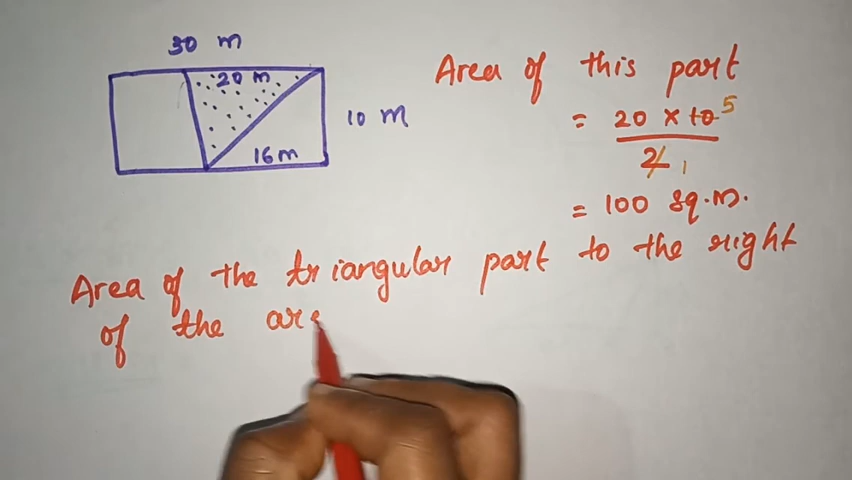 30 m
20 m
10 m
16 m
Area of this part
= 20 × 10 5
2 1
= 100 sq.m.
Area of the triangular part to the right
of the are